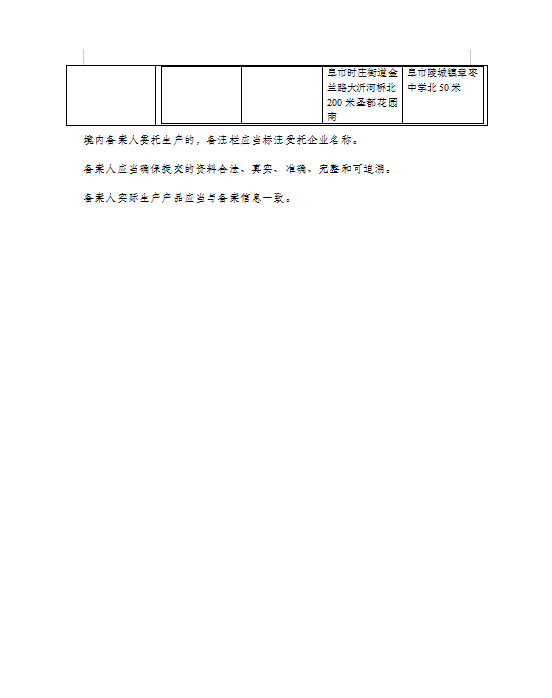 阜市时庄街道金
兰路大沂河桥北
200 米圣都花园
南
阜市陵城镇章枣
中学北 50 米
境内备案人委托生产的，备注栏应当标注受托企业名称。
备案人应当确保提交的资料合法、真实、准确、完整和可追溯。
备案人实际生产产品应当与备案信息一致。